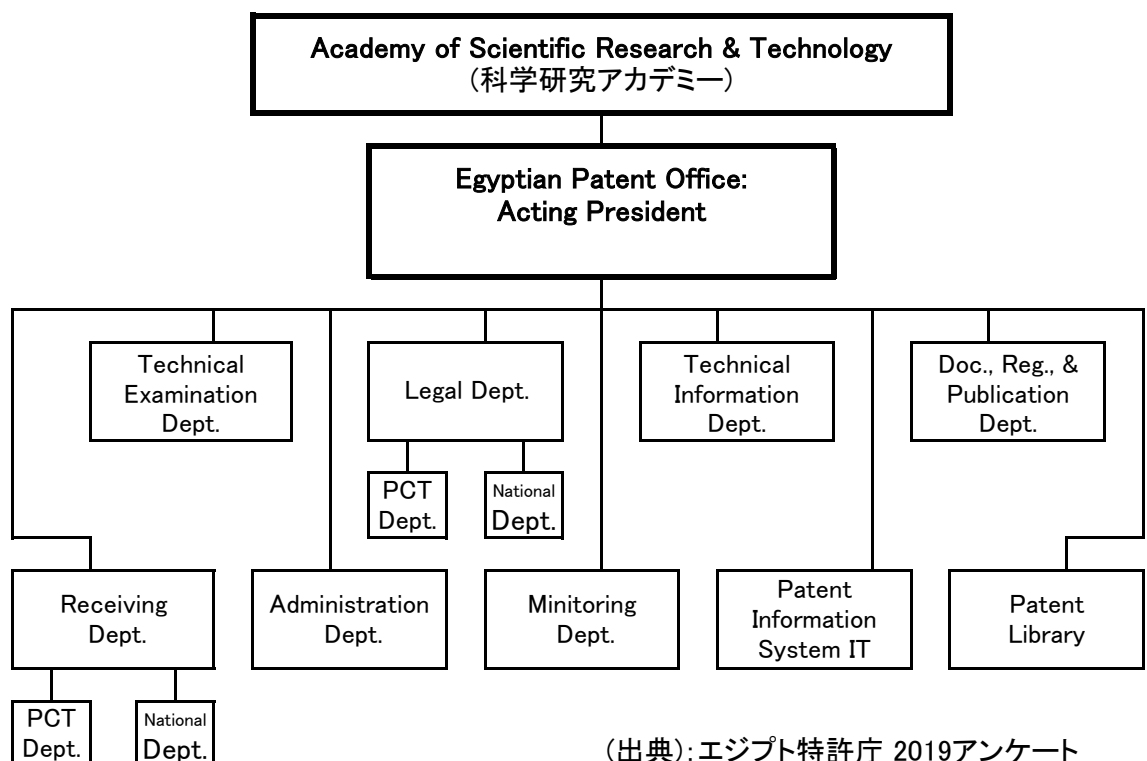 Academy of Scientific Research & Technology
（科学研究アカデミー）
Egyptian Patent Office:
Acting President
Technical
Examination
Dept.
Legal Dept.
Technical
Information
Dept.
Doc., Reg., &
Publication
Dept.
PCT
Dept.
National
Dept.
Receiving
Dept.
Administration
Dept.
Minitoring
Dept.
Patent
Information
System IT
Patent
Library
PCT
Dept.
National
Dept.
（出典）：エジプト特許庁 2019アンケート